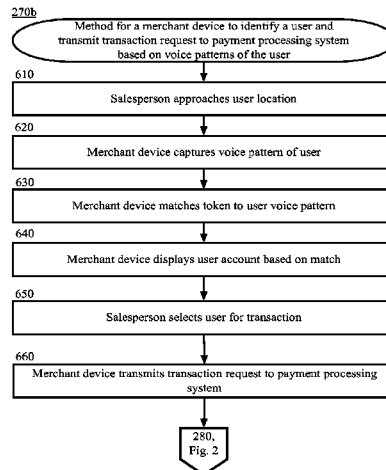 270b
Method for a merchant device to identify a user and
transmit transaction request to payment processing system
based on voice patterns of the user
610
Salesperson approaches user location
620
Merchant device captures voice pattern of user
630
Merchant device matches token to user voice pattern
640
Merchant device displays user account based on match
650
Salesperson selects user for transaction
660
Merchant device transmits transaction request to payment processing
system
280,
Fig. 2